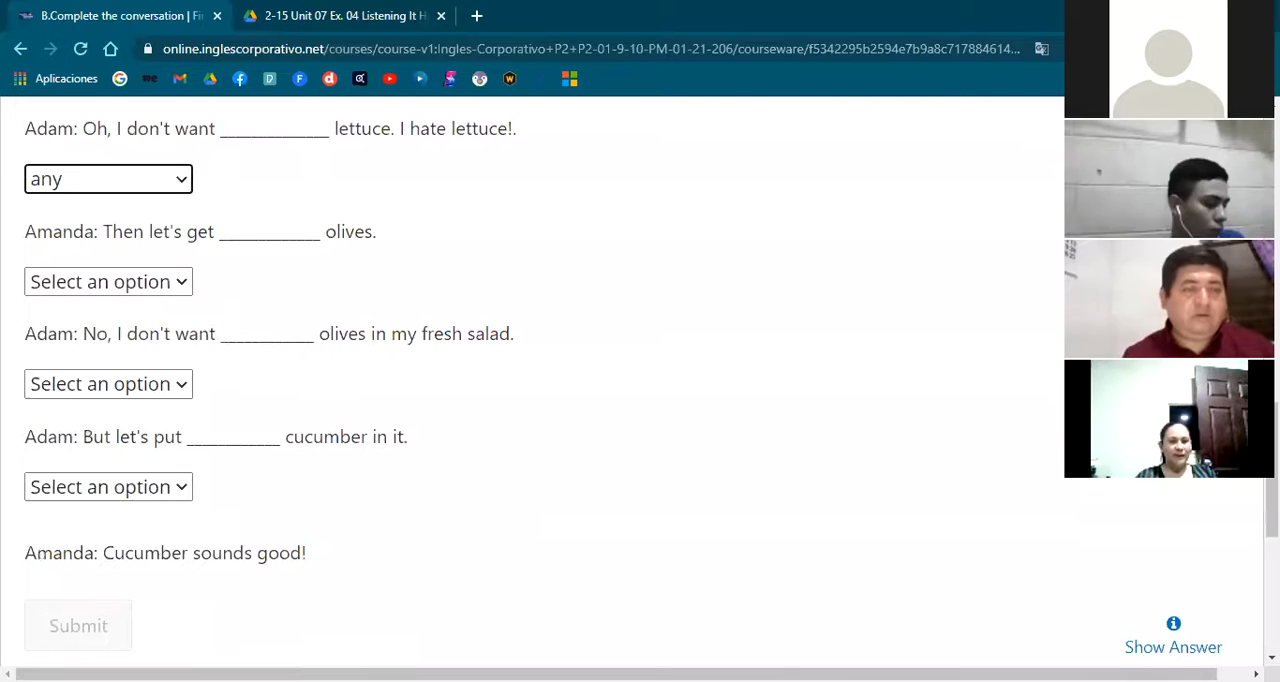 B.Complete the conversation | Fi
2-15 Unit 07 Ex. 04 Listening It H
online.inglescorporativo.net/courses/course-v1:Ingles-Corporativo+P2+P2-01-9-10-PM-01-21-206/courseware/f5342295b2594e7b9a8c717884614...
Aplicaciones
Adam: Oh, I don't want ______________ lettuce. I hate lettuce!.
any
Amanda: Then let's get _____________ olives.
Select an option
Adam: No, I don't want ____________ olives in my fresh salad.
Select an option
Adam: But let's put ____________ cucumber in it.
Select an option
Amanda: Cucumber sounds good!
Submit
Show Answer